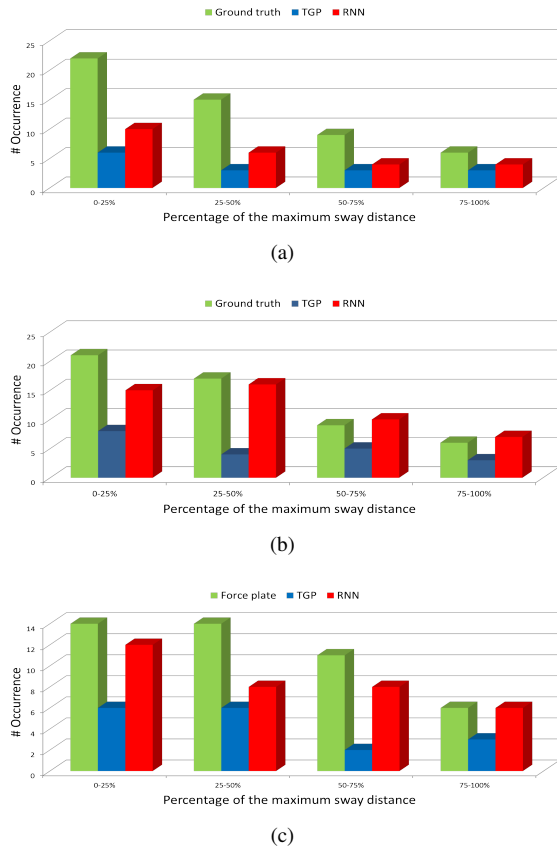 Ground truth TGP RNN
25
20
15
10
5
0
# Occurrence
0-25% 25-50% 50-75% 75-100%
Percentage of the maximum sway distance
(a)
Ground truth TGP RNN
25
20
15
10
5
0
# Occurrence
0-25% 25-50% 50-75% 75-100%
Percentage of the maximum sway distance
(b)
Force plate TGP RNN
14
12
10
8
6
4
2
0
# Occurrence
0-25% 25-50% 50-75% 75-100%
Percentage of the maximum sway distance
(c)